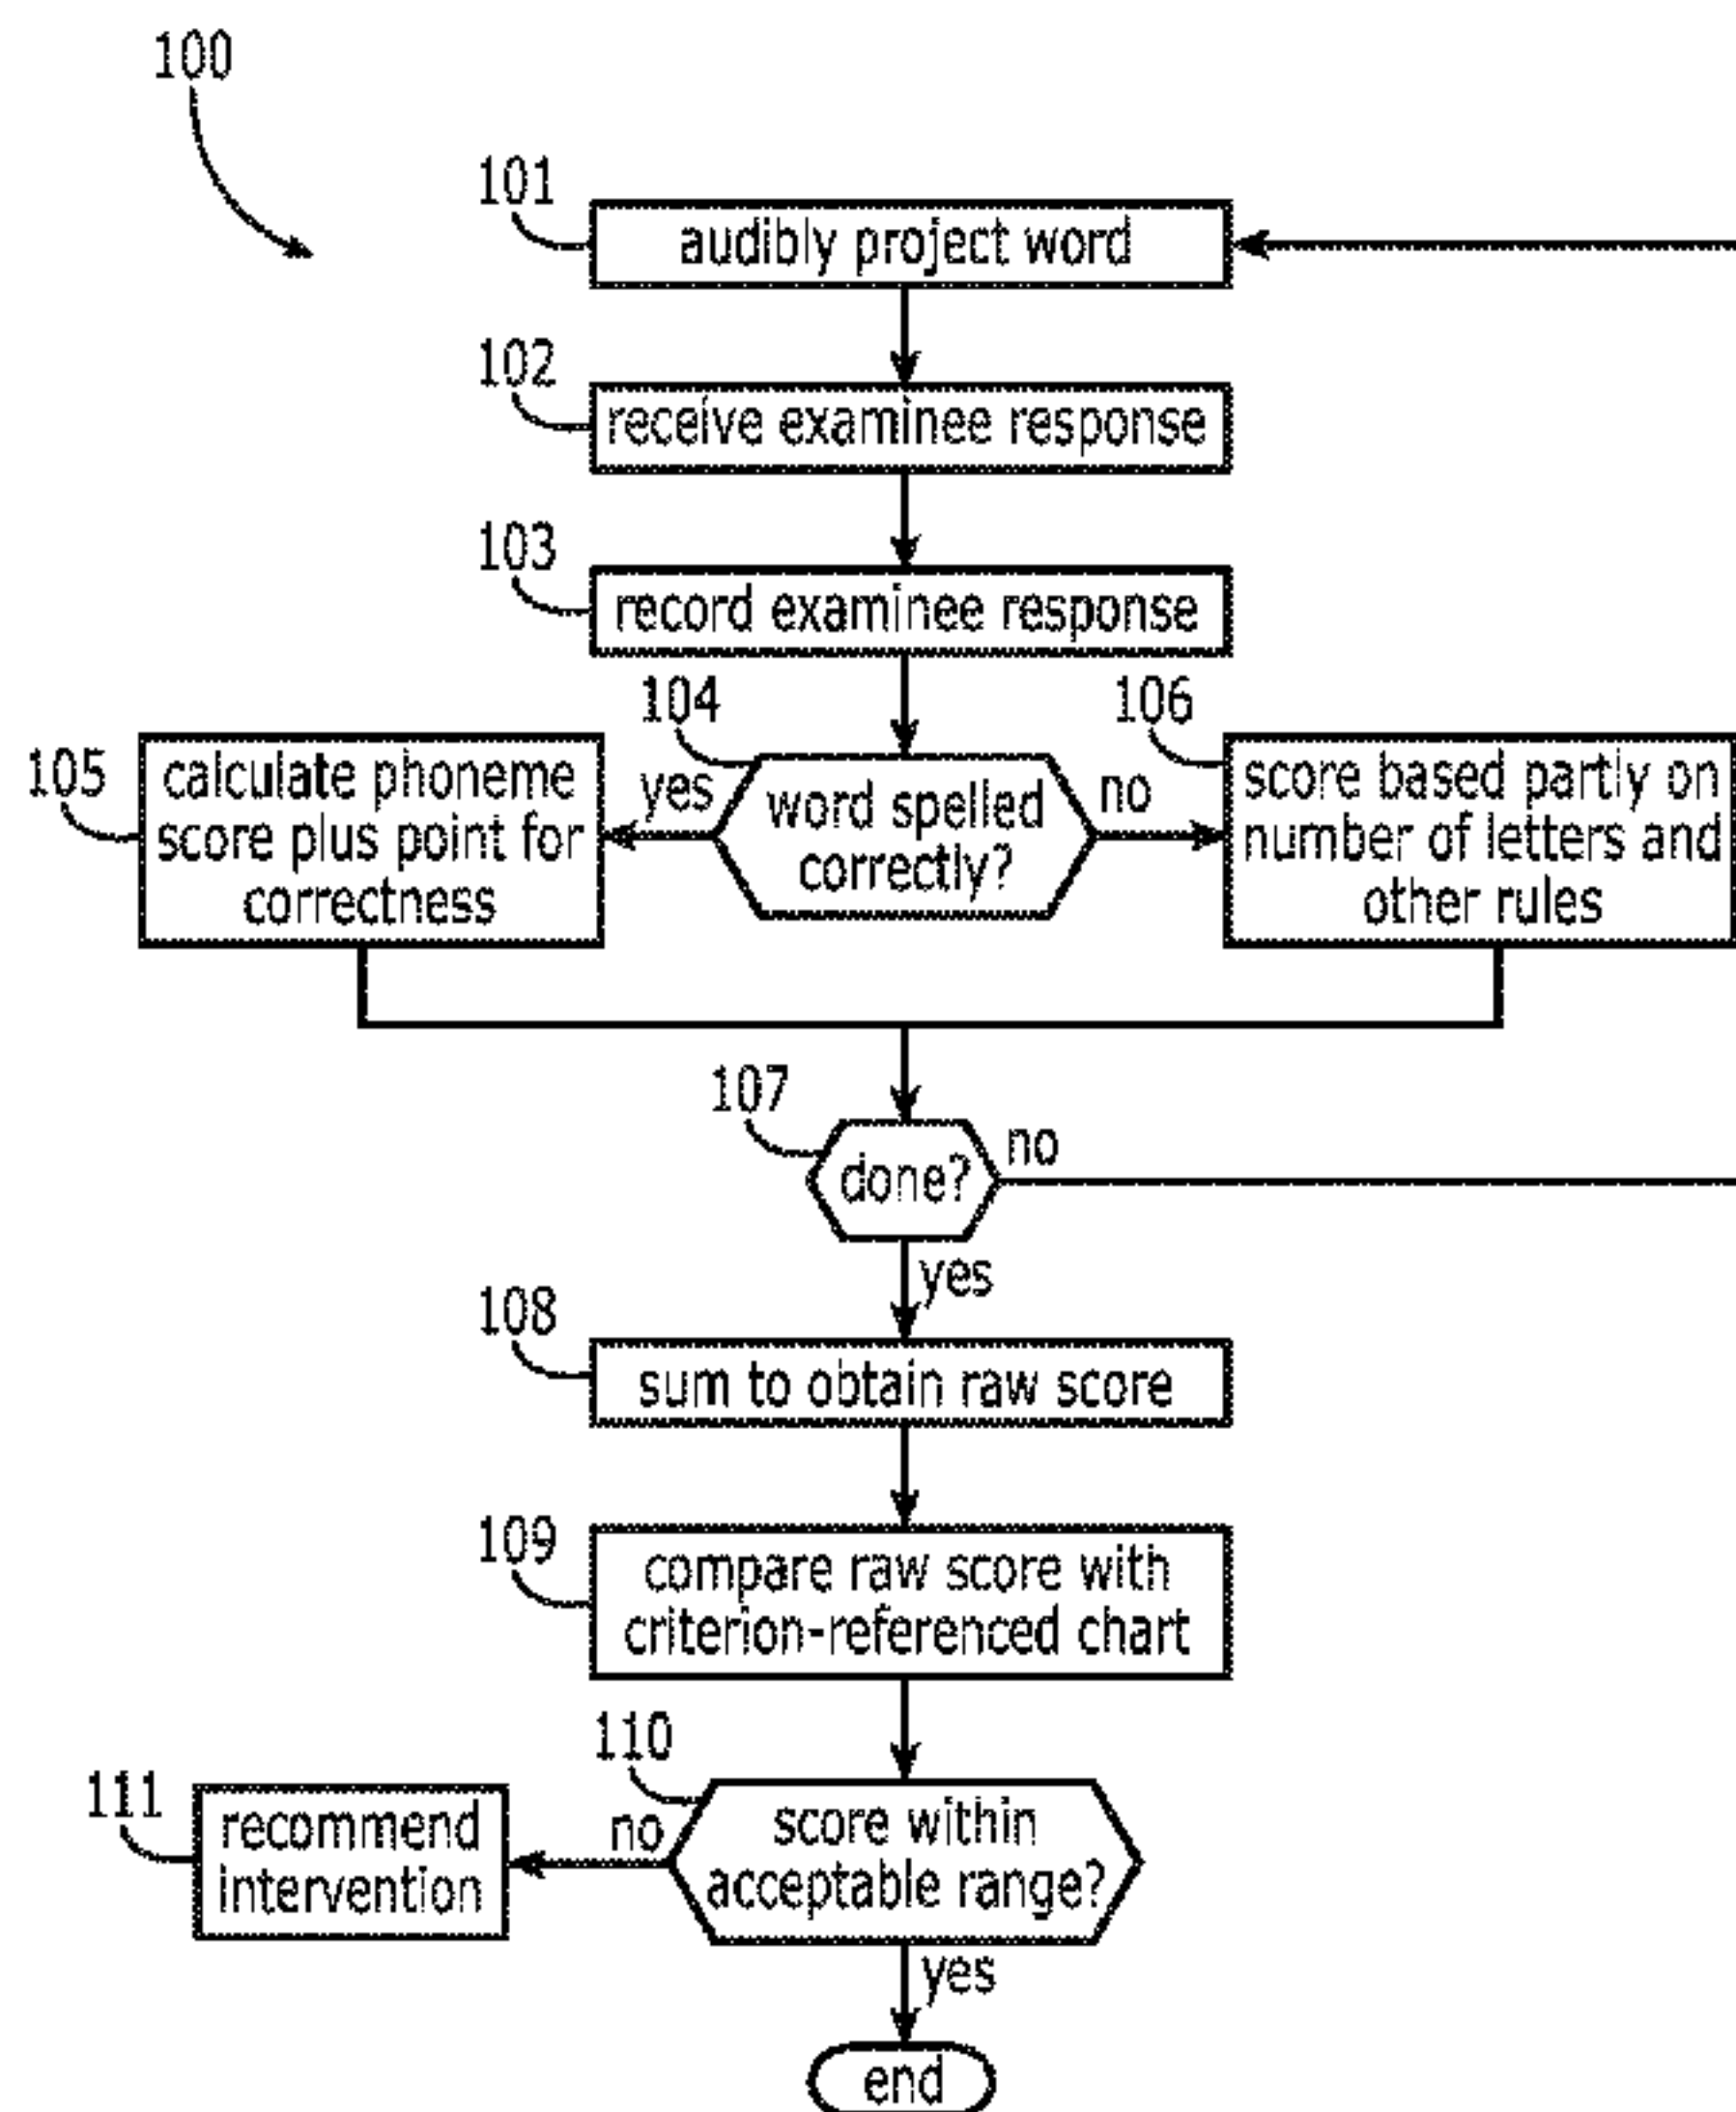 100
101
audibly project word
102
receive examinee response
103
record examinee response
104
106
105
calculate phoneme
score plus point for
correctness
yes
word spelled
correctly?
no
score based partly on
number of letters and
other rules
107
done?
no
yes
108
sum to obtain raw score
109
compare raw score with
criterion-referenced chart
110
111
recommend
intervention
no
score within
acceptable range?
yes
end